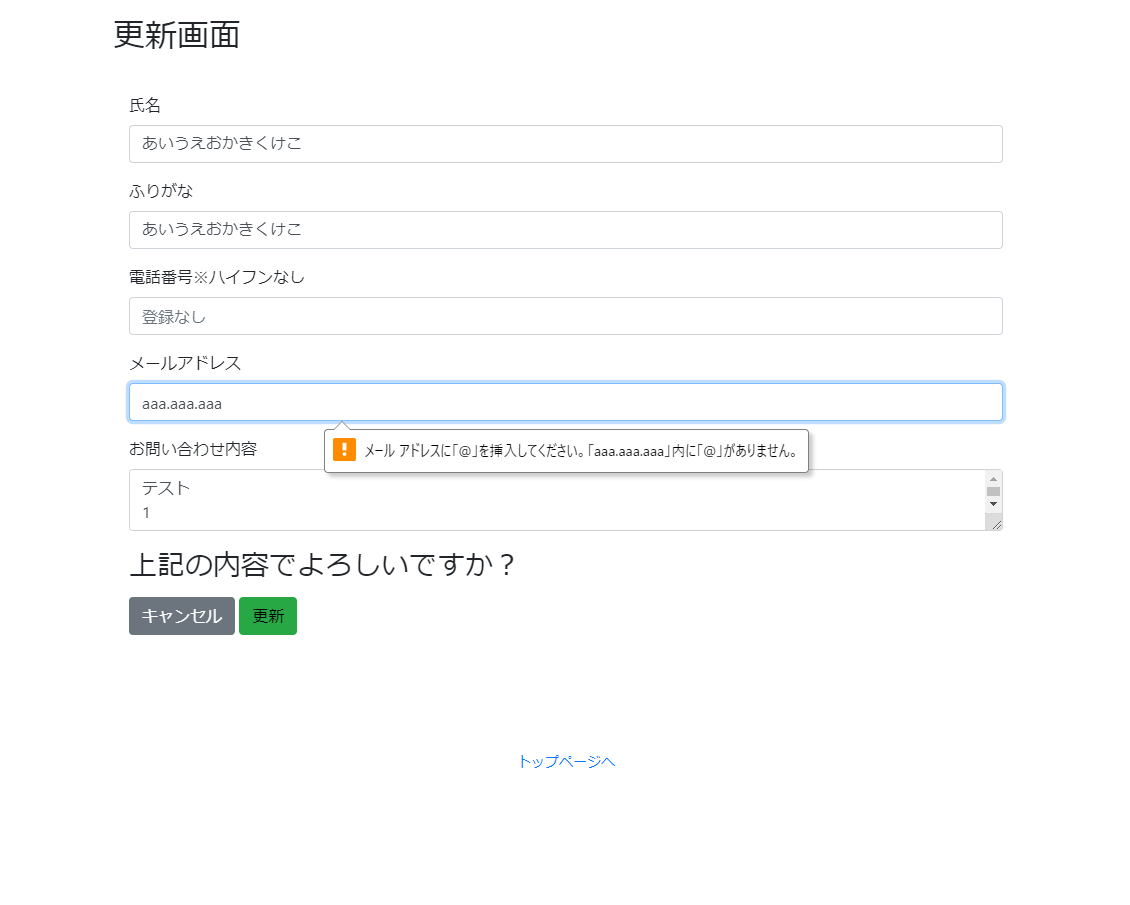 更新画面
氏名
あいうえおかきくけこ
ふりがな
あいうえおかきくけこ
電話番号※ハイフンなし
登録なし
メールアドレス
aaa.aaa.aaa
メール アドレスに「@」を挿入してください。「aaa.aaa.aaa」内に「@」がありません。
お問い合わせ内容
テスト
1
上記の内容でよろしいですか？
キャンセル 更新
トップページへ